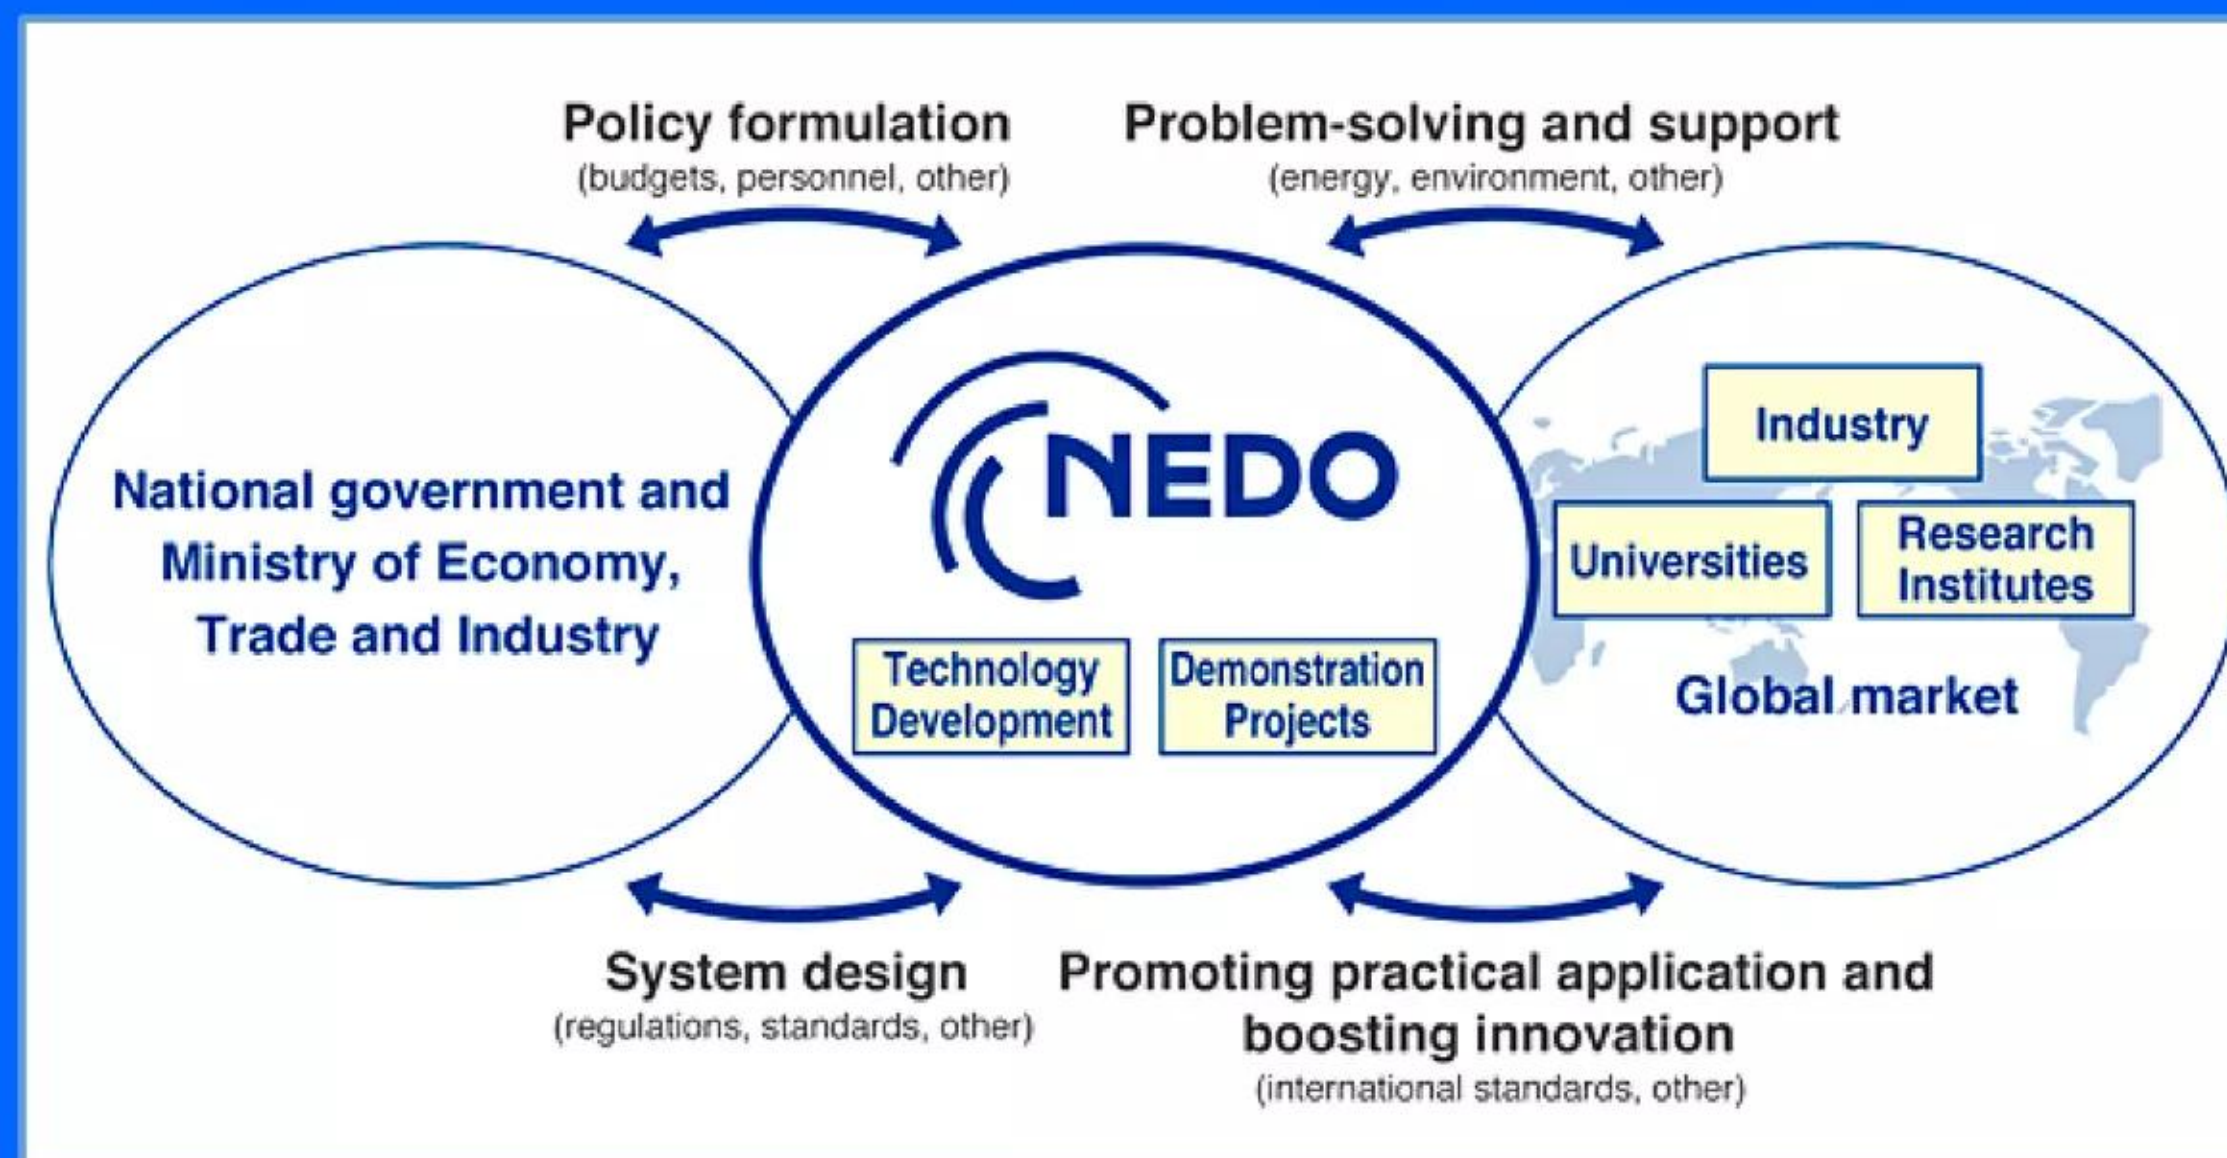 Policy formulation
(budgets, personnel, other)
Problem-solving and support
(energy, environment, other)
National government and
Ministry of Economy,
Trade and Industry
NEDO
Technology
Development
Demonstration
Projects
Industry
Universities
Research
Institutes
Global market
System design
(regulations, standards, other)
Promoting practical application and
boosting innovation
(international standards, other)